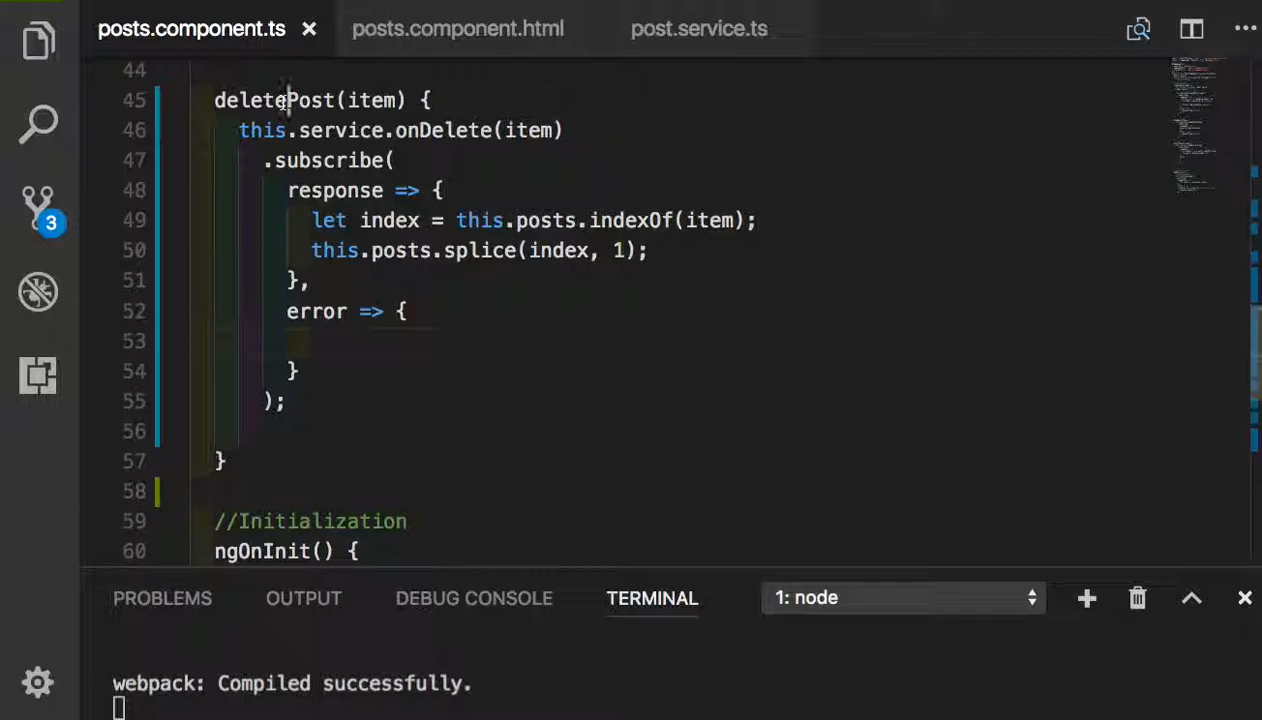 posts.component.ts × posts.component.html post.service.ts
44
45 deletePost(item) {
46 this.service.onDelete(item)
47 .subscribe(
48 response => {
49 let index = this.posts.indexOf(item);
50 this.posts.splice(index, 1);
51 },
52 error => {
53
54 }
55 );
56
57 }
58
59 //Initialization
60 ngOnInit() {
3
PROBLEMS OUTPUT DEBUG CONSOLE TERMINAL 1: node
webpack: Compiled successfully.